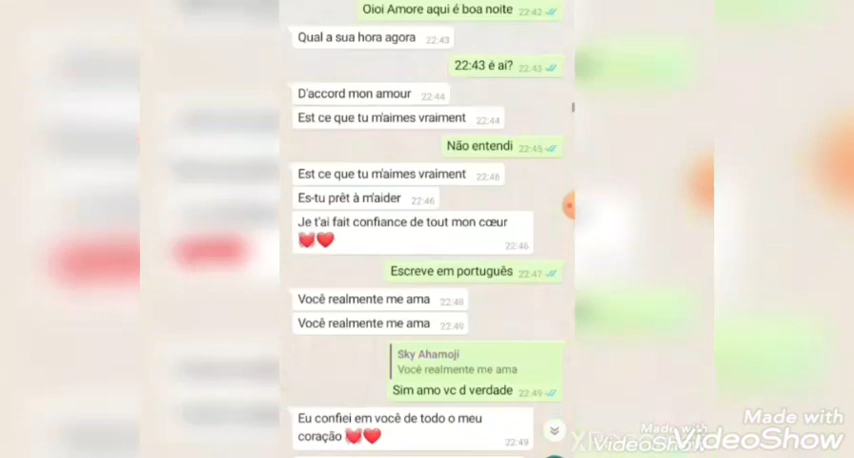 Oioi Amore aqui é boa noite 22:42
Qual a sua hora agora 22:43
22:43 é aí? 22:43
D'accord mon amour 22:44
Est ce que tu m'aimes vraiment 22:44
Não entendi 22:45
Est ce que tu m'aimes vraiment 22:46
Es-tu prêt à m'aider 22:46
Je t'ai fait confiance de tout mon cœur
💓❤️ 22:46
Escreve em português 22:47
Você realmente me ama 22:48
Você realmente me ama 22:49
Sky Ahamoji
Você realmente me ama
Sim amo vc d verdade 22:49
Eu confiei em você de todo o meu
coração 💓❤️ 22:49
Made with
VideoShow
Made with
VideoShow